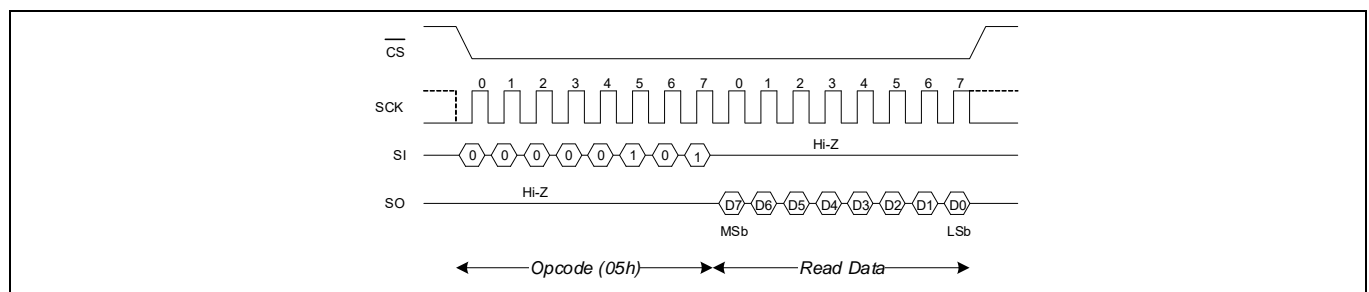 CS
0 1 2 3 4 5 6 7 0 1 2 3 4 5 6 7
SCK
Hi-Z
SI 0 0 0 0 0 1 0 1
Hi-Z
SO D7 D6 D5 D4 D3 D2 D1 D0
MSb LSb
Opcode (05h) Read Data